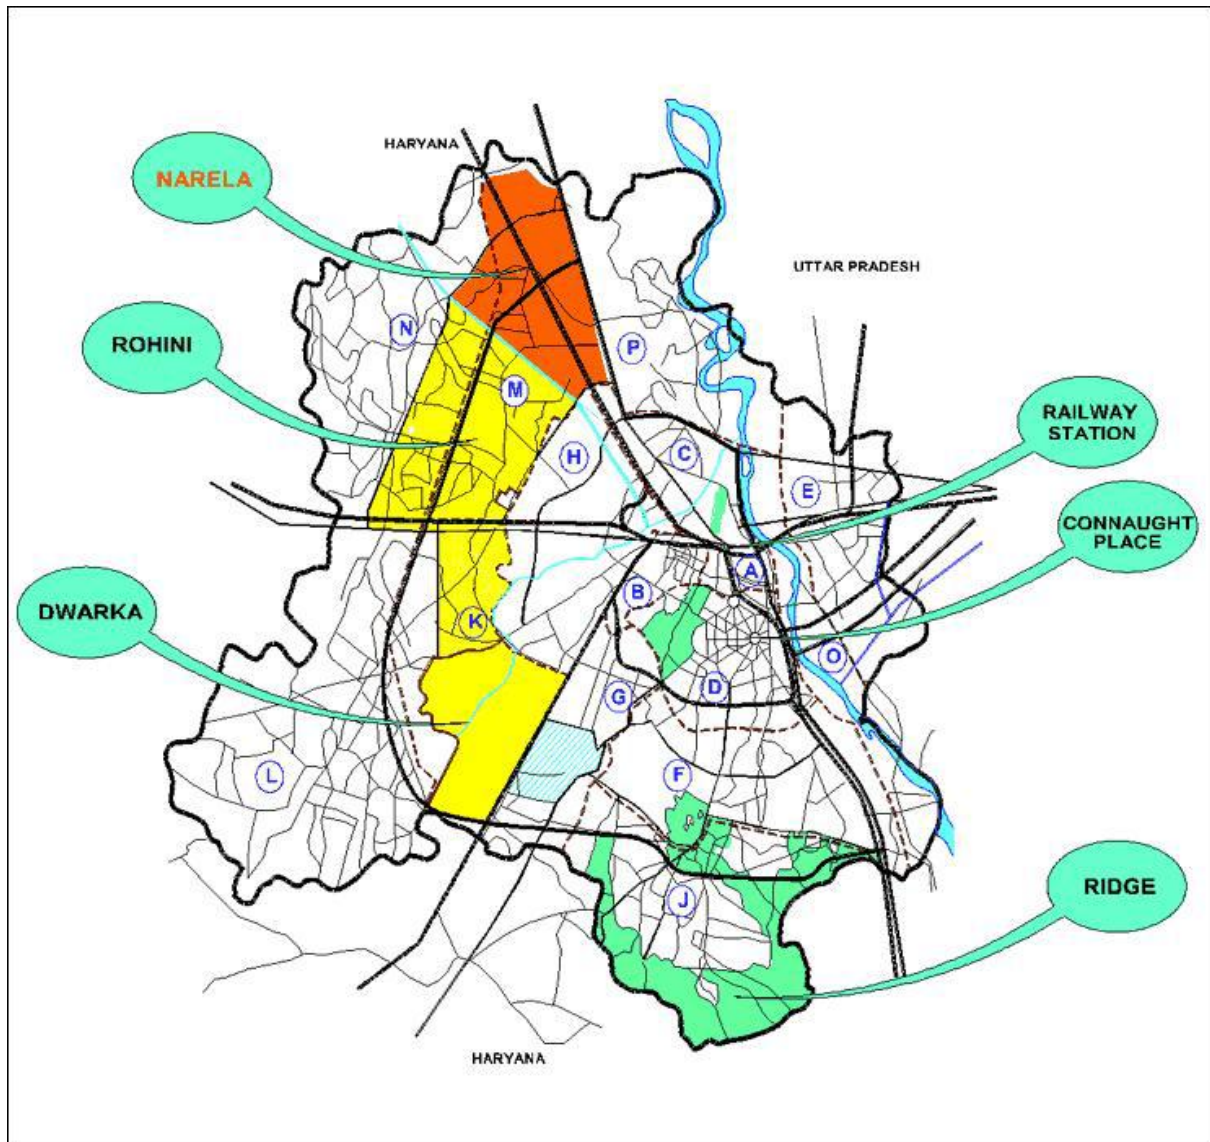 HARYANA
NARELA
UTTAR PRADESH
N
ROHINI
P
M
RAILWAY
STATION
H
C
E
CONNAUGHT
PLACE
A
B
DWARKA
K
O
G
D
L
F
RIDGE
J
HARYANA